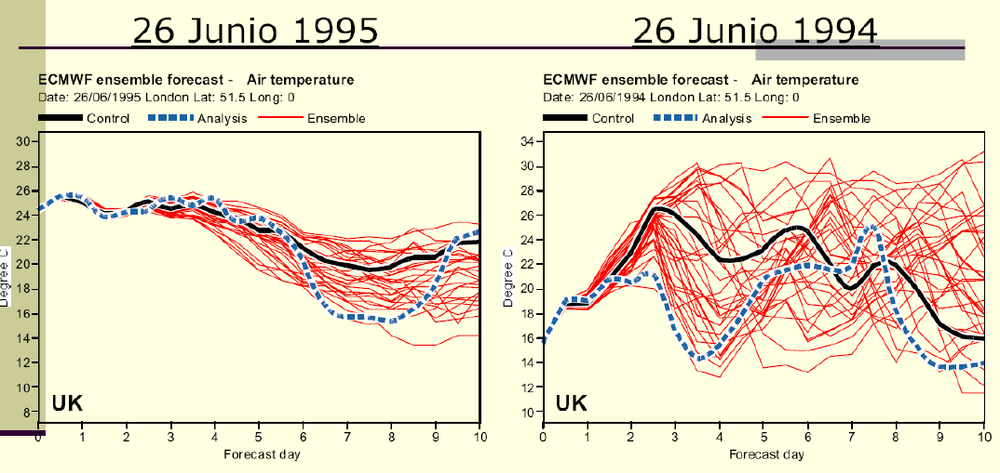 26 Junio 1995
26 Junio 1994
ECMWF ensemble forecast - Air temperature
Date: 26/06/1995 London Lat: 51.5 Long: 0
Control Analysis Ensemble
30
28
26
24
22
20
18
16
14
12
10
8
Degree C
UK
0 1 2 3 4 5 6 7 8 9 10
Forecast day
ECMWF ensemble forecast - Air temperature
Date: 26/06/1994 London Lat: 51.5 Long: 0
Control Analysis Ensemble
34
30
28
26
24
22
20
18
16
14
12
10
Degree C
UK
0 1 2 3 4 5 6 7 8 9 10
Forecast day